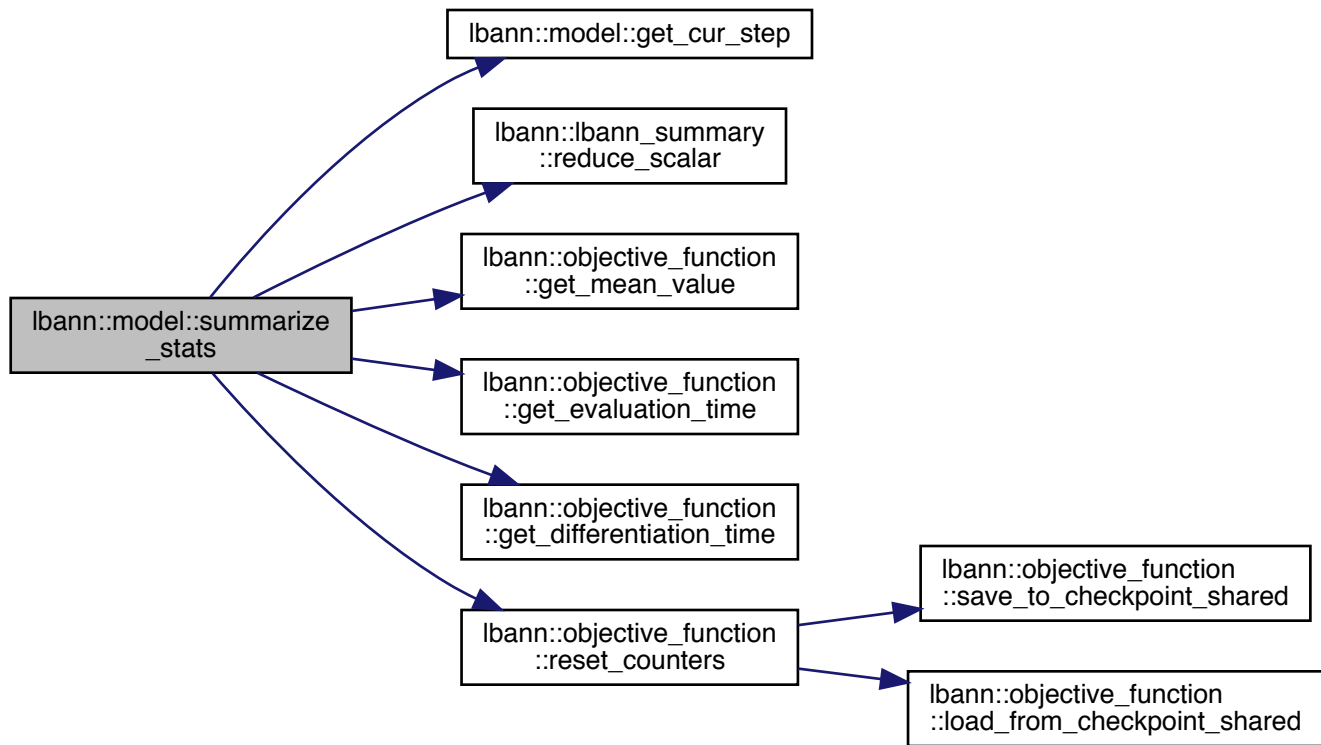 lbann::model::get_cur_step
lbann::lbann_summary
::reduce_scalar
lbann::objective_function
::get_mean_value
lbann::model::summarize
_stats
lbann::objective_function
::get_evaluation_time
lbann::objective_function
::get_differentiation_time
lbann::objective_function
::reset_counters
lbann::objective_function
::save_to_checkpoint_shared
lbann::objective_function
::load_from_checkpoint_shared